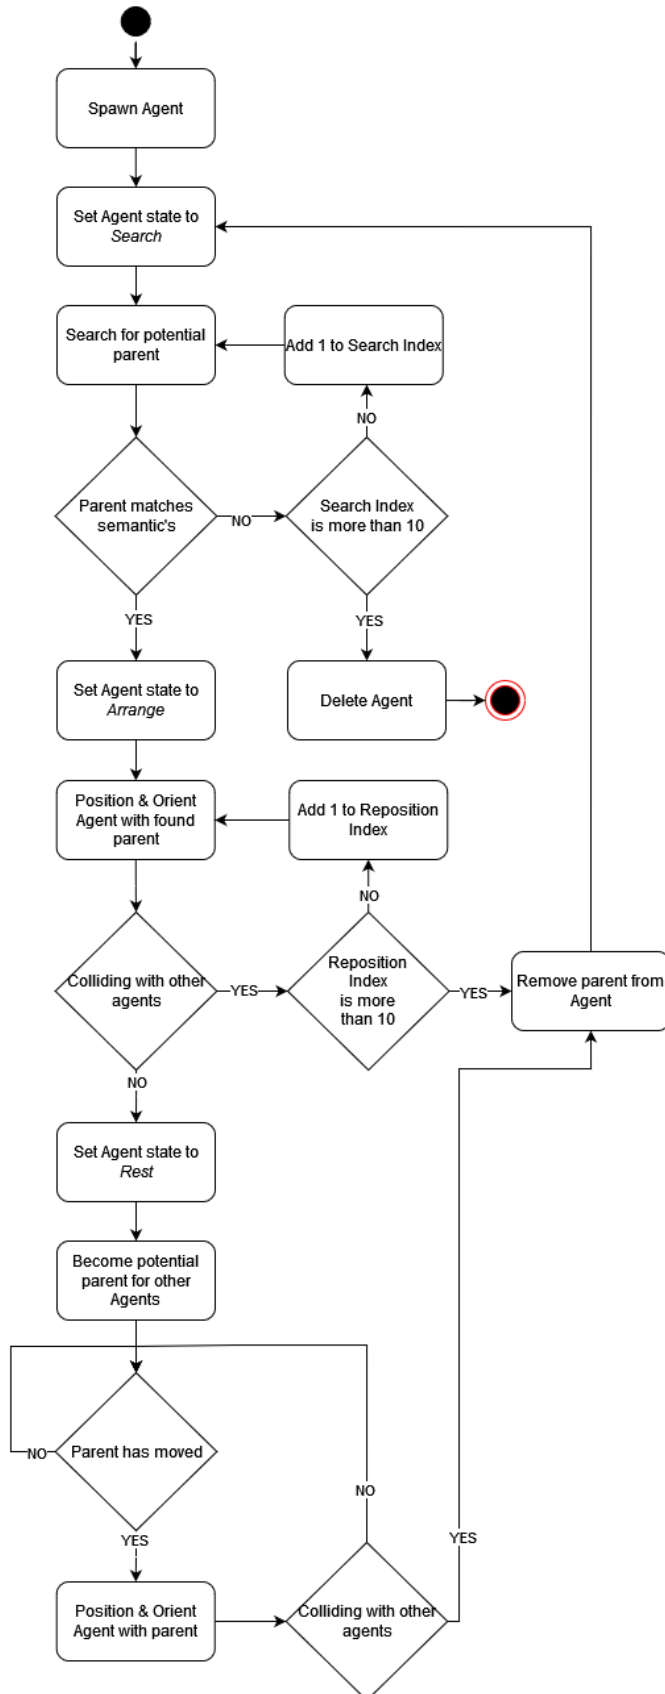 Spawn Agent
Set Agent state to
Search
Search for potential
parent
Add 1 to Search Index
NO
Parent matches
semantic's
NO
Search Index
is more than 10
YES
YES
Set Agent state to
Arrange
Delete Agent
Position & Orient
Agent with found
parent
Add 1 to Reposition
Index
NO
Colliding with other
agents
YES
Reposition
Index
is more
than 10
YES
Remove parent from
Agent
NO
Set Agent state to
Rest
Become potential
parent for other
Agents
Parent has moved
NO
NO
YES
YES
Position & Orient
Agent with parent
Colliding with other
agents